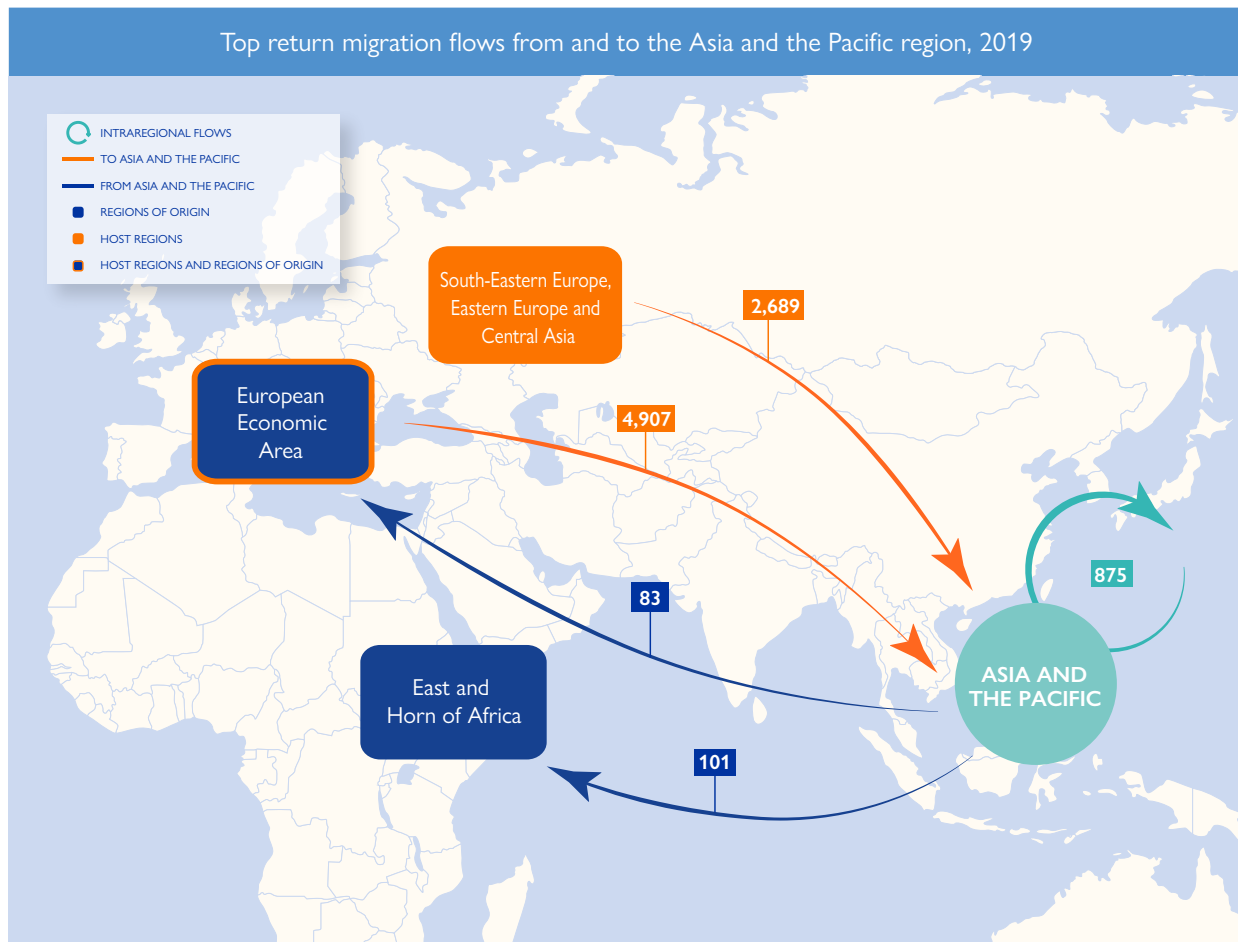 Top return migration flows from and to the Asia and the Pacific region, 2019
INTRAREGIONAL FLOWS
TO ASIA AND THE PACIFIC
FROM ASIA AND THE PACIFIC
REGIONS OF ORIGIN
HOST REGIONS
HOST REGIONS AND REGIONS OF ORIGIN
South-Eastern Europe,
Eastern Europe and
Central Asia
2,689
European
Economic
Area
4,907
875
83
East and
Horn of Africa
ASIA AND
THE PACIFIC
101